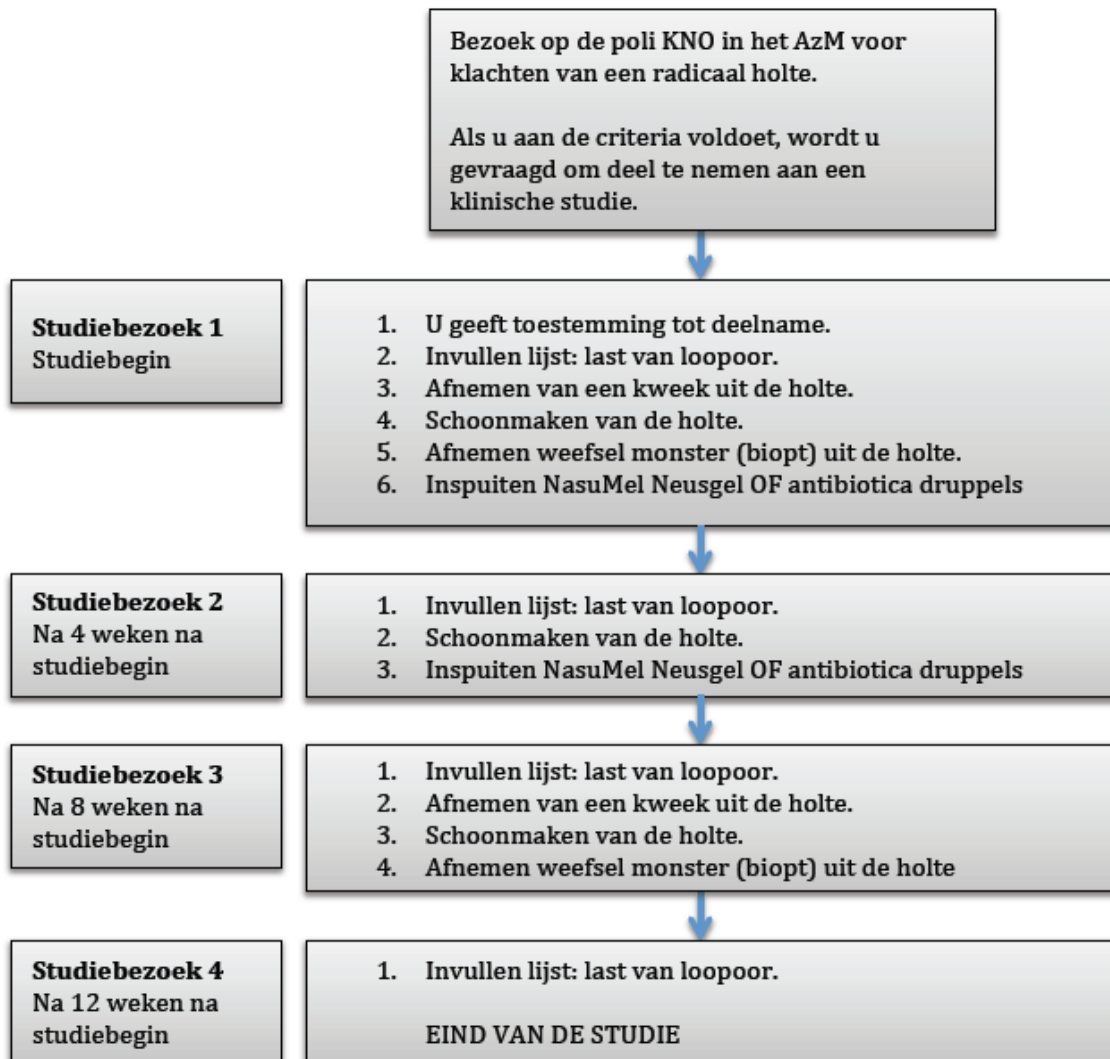 Bezoek op de poli KNO in het AzM voor
klachten van een radicaal holte.
Als u aan de criteria voldoet, wordt u
gevraagd om deel te nemen aan een
klinische studie.
Studiebezoek 1
Studiebegin
1. U geeft toestemming tot deelname.
2. Invullen lijst: last van loopoor.
3. Afnemen van een kweek uit de holte.
4. Schoonmaken van de holte.
5. Afnemen weefsel monster (biopt) uit de holte.
6. Inspuiten NasuMel Neusgel OF antibiotica druppels
Studiebezoek 2
Na 4 weken na
studiebegin
1. Invullen lijst: last van loopoor.
2. Schoonmaken van de holte.
3. Inspuiten NasuMel Neusgel OF antibiotica druppels
Studiebezoek 3
Na 8 weken na
studiebegin
1. Invullen lijst: last van loopoor.
2. Afnemen van een kweek uit de holte.
3. Schoonmaken van de holte.
4. Afnemen weefsel monster (biopt) uit de holte
Studiebezoek 4
Na 12 weken na
studiebegin
1. Invullen lijst: last van loopoor.
EIND VAN DE STUDIE